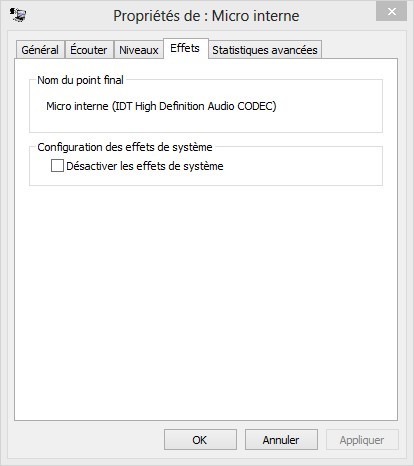 Propriétés de : Micro interne
Général Écouter Niveaux Effets Statistiques avancées
Nom du point final
Micro interne (IDT High Definition Audio CODEC)
Configuration des effets de système
Désactiver les effets de système
OK Annuler Appliquer